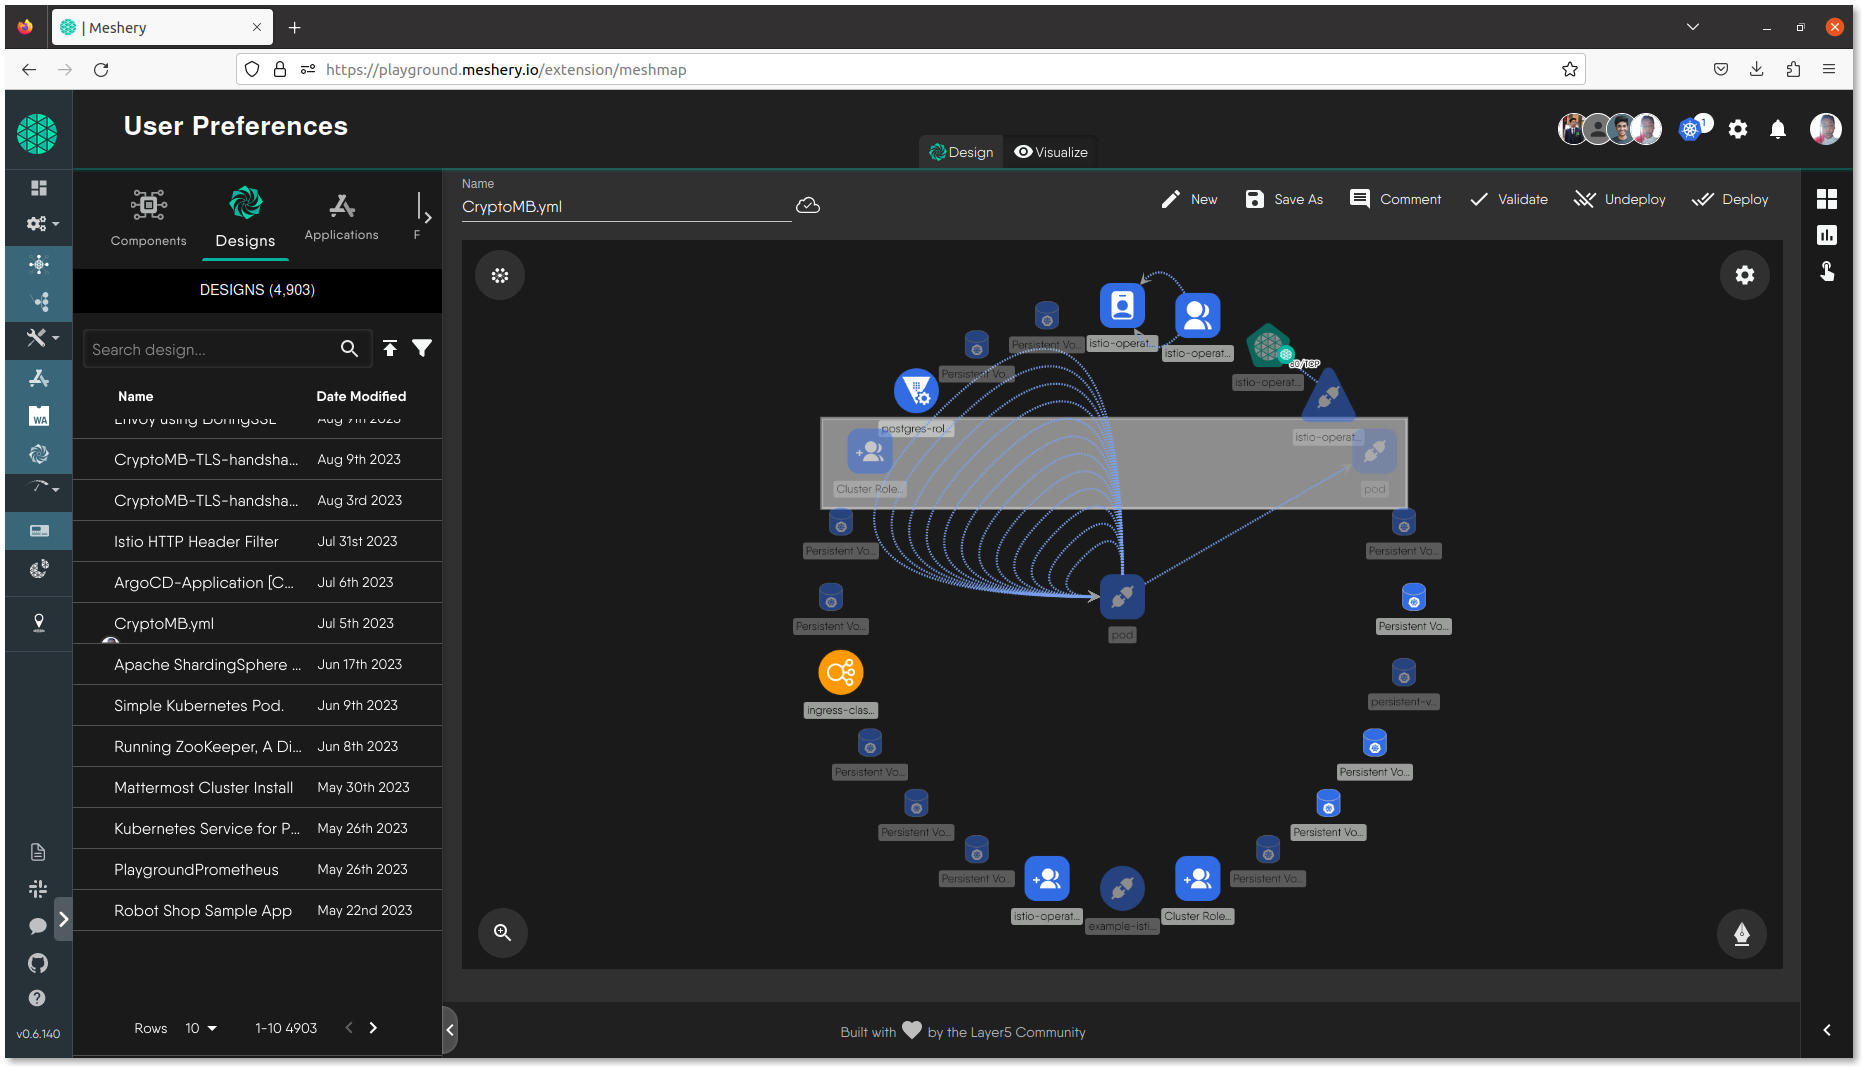 | Meshery
https://playground.meshery.io/extension/meshmap
User Preferences
1
Design
Visualize
Components
Designs
Applications
F
Name
CryptoMB.yml
New
Save As
Comment
Validate
Undeploy
Deploy
DESIGNS (4,903)
Search design...
Name Date Modified
Envoy using BoringSSL Aug 9th 2023
CryptoMB-TLS-handsha... Aug 9th 2023
CryptoMB-TLS-handsha... Aug 3rd 2023
Istio HTTP Header Filter Jul 31st 2023
ArgoCD-Application [C... Jul 6th 2023
CryptoMB.yml Jul 5th 2023
Apache ShardingSphere ... Jun 17th 2023
Simple Kubernetes Pod. Jun 9th 2023
Running ZooKeeper, A Di... Jun 8th 2023
Mattermost Cluster Install May 30th 2023
Kubernetes Service for P... May 26th 2023
PlaygroundPrometheus May 26th 2023
Robot Shop Sample App May 22nd 2023
Rows 10 1-10 4903
WA
v0.6.140
Persistent Vo...
istio-operat...
istio-operat...
Persistent Vo...
istio-operat...
80/TCP
postgres-rol...
istio-operat...
Cluster Role...
pod
Persistent Vo...
Persistent Vo...
Persistent Vo...
Persistent Vo...
pod
ingress-clas...
persistent-v...
Persistent Vo...
Persistent Vo...
Persistent Vo...
Persistent Vo...
Persistent Vo...
Persistent Vo...
istio-operat...
example-isti...
Cluster Role...
Built with by the Layer5 Community